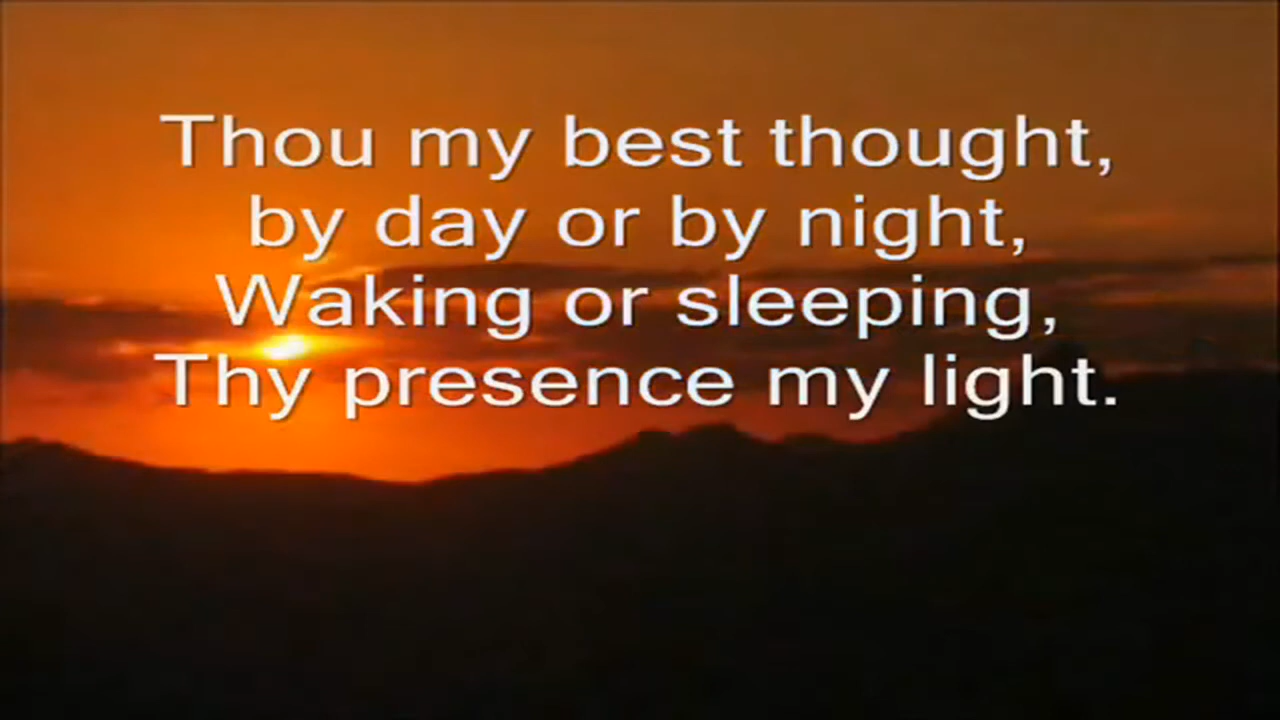 Thou my best thought,
by day or by night,
Waking or sleeping,
Thy presence my light.